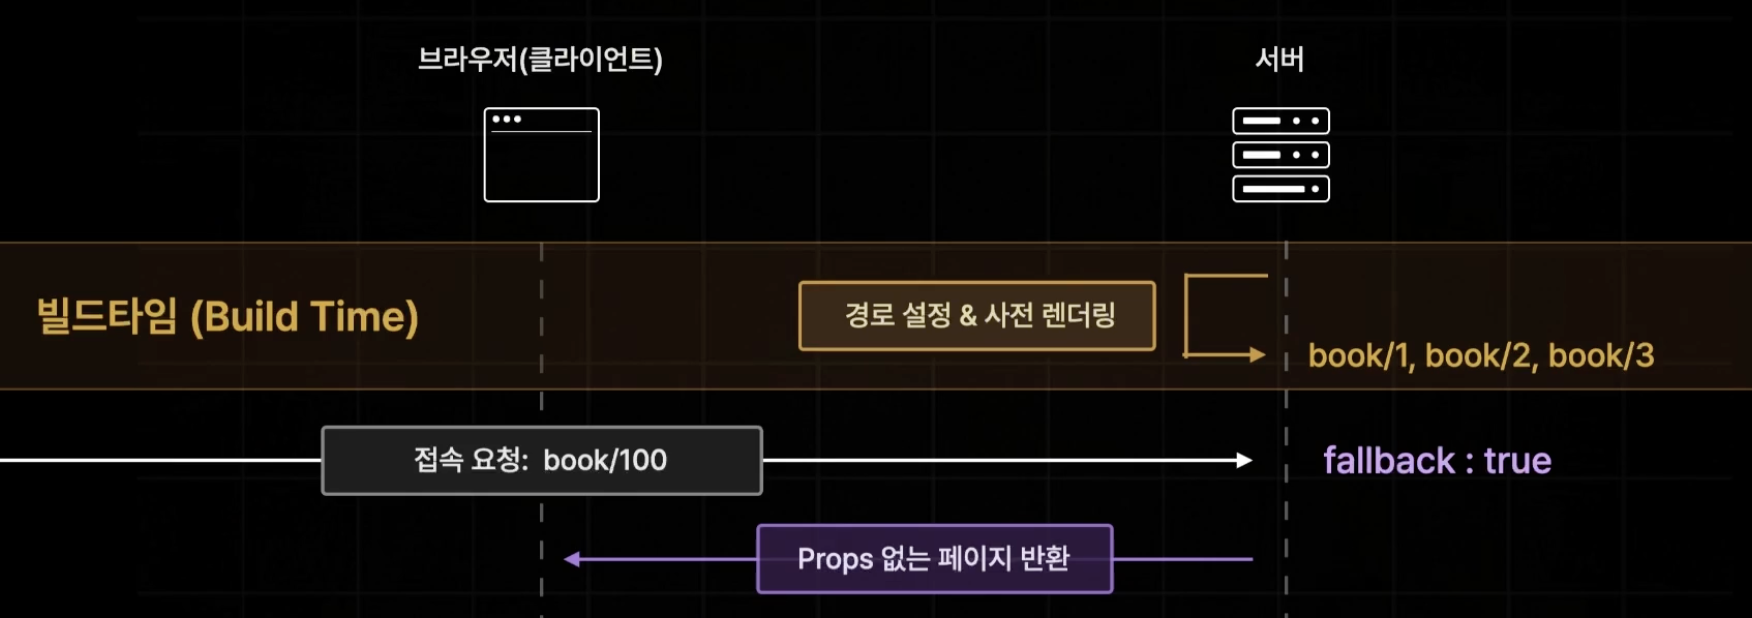 브라우저(클라이언트)
서버
빌드타임 (Build Time)
경로 설정 & 사전 렌더링
book/1, book/2, book/3
접속 요청: book/100
fallback : true
Props 없는 페이지 반환